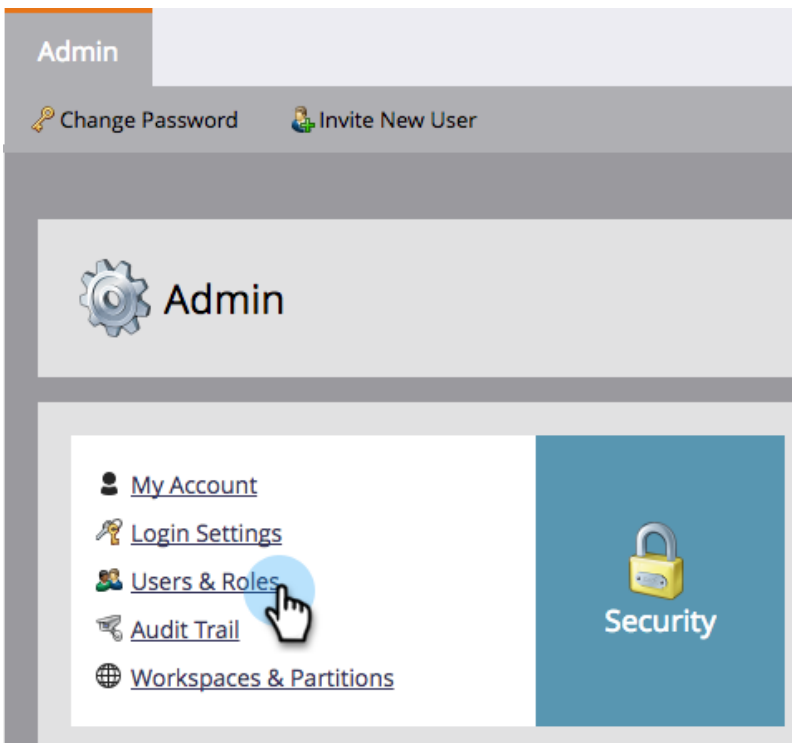 Admin
Change Password Invite New User
Admin
My Account
Login Settings
Users & Roles
Audit Trail
Workspaces & Partitions
Security